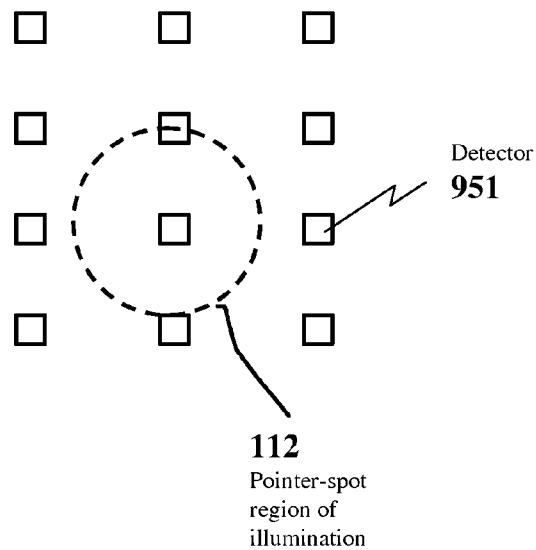 Detector
951
112
Pointer-spot
region of
illumination